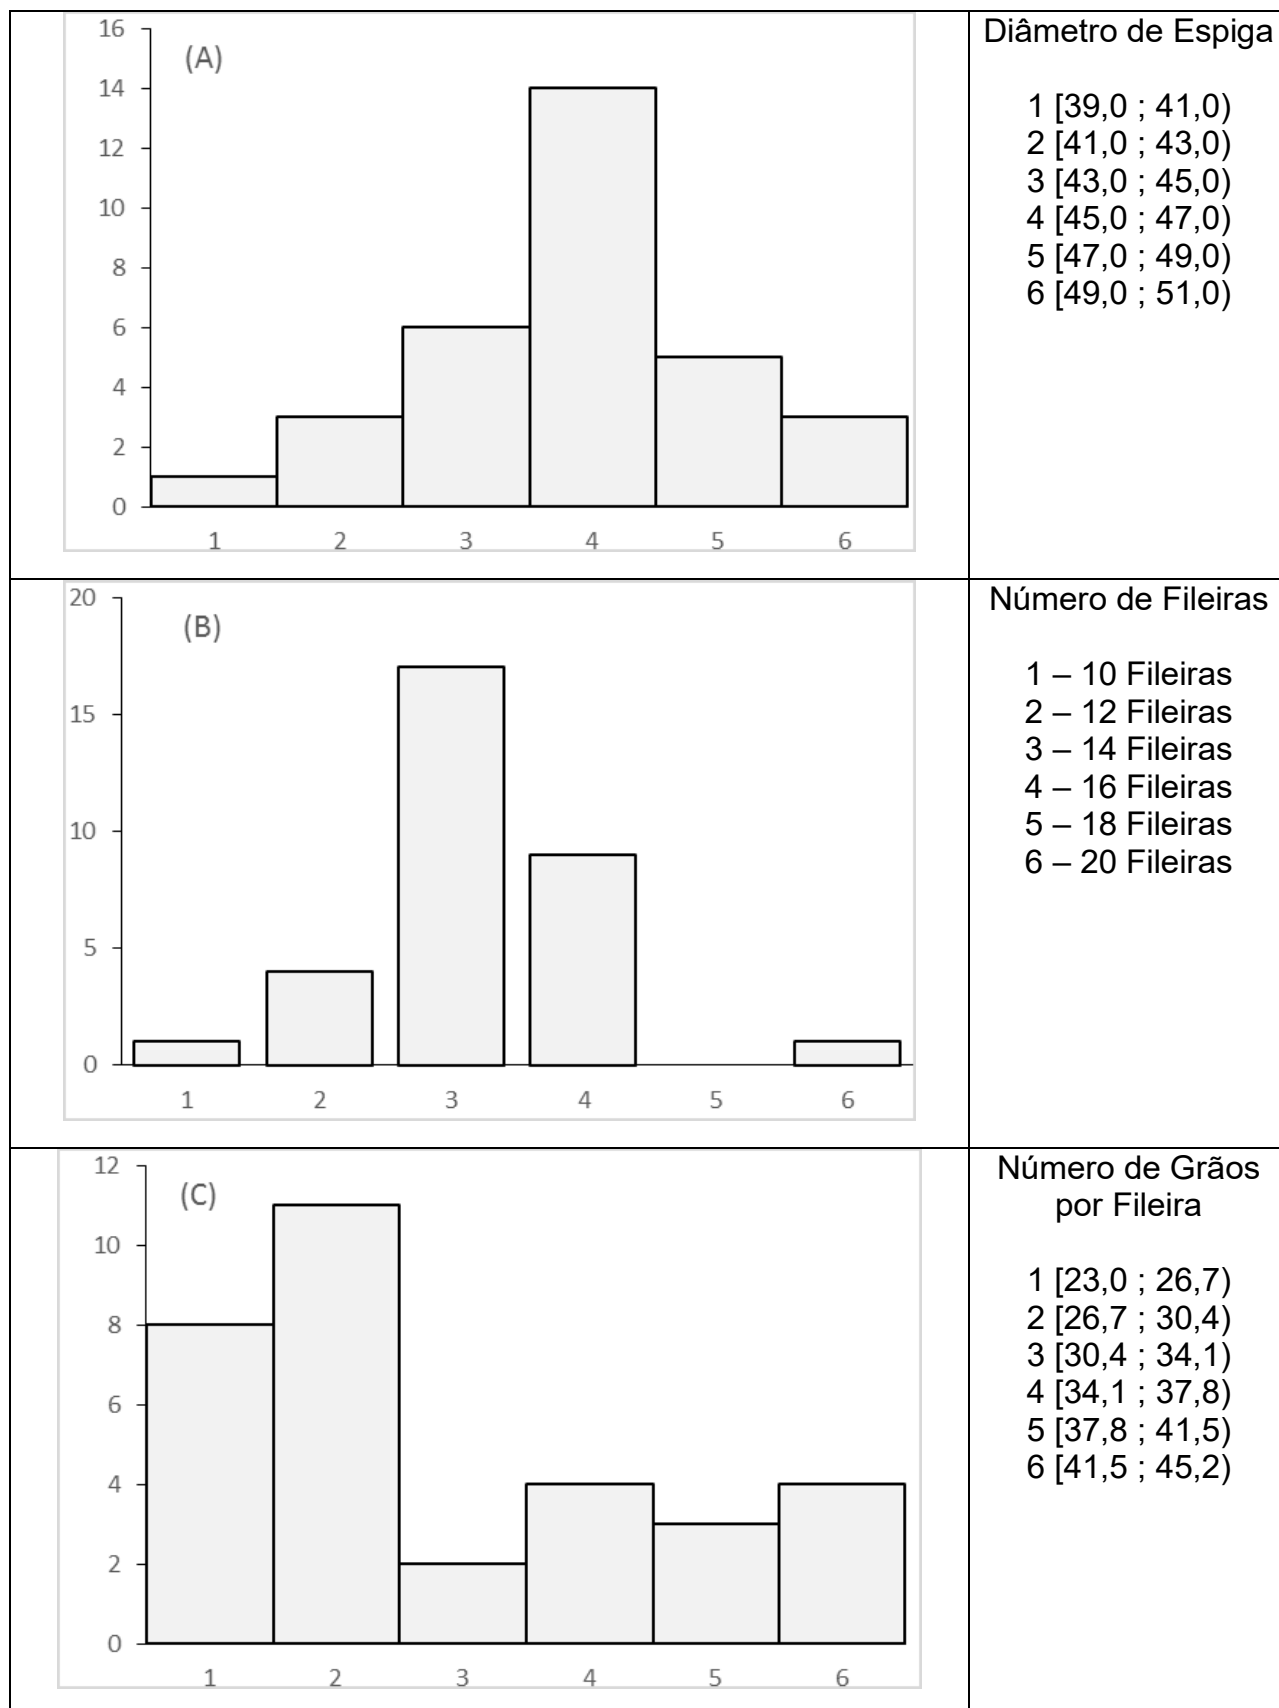 16
(A)
14
12
10
8
6
4
2
0
1 2 3 4 5 6
Diâmetro de Espiga
1 [39,0 ; 41,0)
2 [41,0 ; 43,0)
3 [43,0 ; 45,0)
4 [45,0 ; 47,0)
5 [47,0 ; 49,0)
6 [49,0 ; 51,0)
20
(B)
15
10
5
0
1 2 3 4 5 6
Número de Fileiras
1 – 10 Fileiras
2 – 12 Fileiras
3 – 14 Fileiras
4 – 16 Fileiras
5 – 18 Fileiras
6 – 20 Fileiras
12
(C)
10
8
6
4
2
0
1 2 3 4 5 6
Número de Grãos
por Fileira
1 [23,0 ; 26,7)
2 [26,7 ; 30,4)
3 [30,4 ; 34,1)
4 [34,1 ; 37,8)
5 [37,8 ; 41,5)
6 [41,5 ; 45,2)